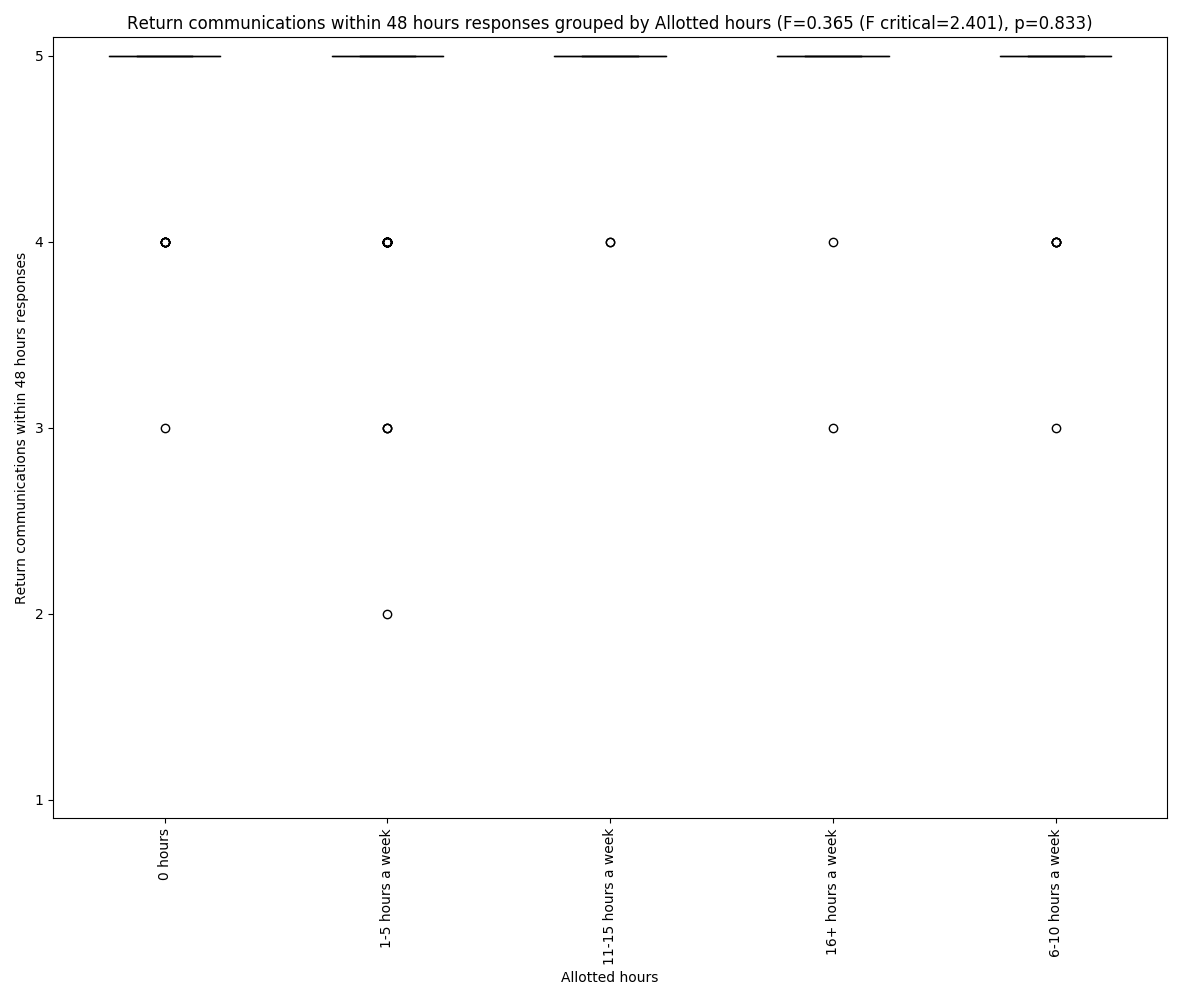 Return communications within 48 hours responses grouped by Allotted hours (F=0.365 (F critical=2.401), p=0.833)
Return communications within 48 hours responses
5
4
3
2
1
0 hours
1-5 hours a week
11-15 hours a week
16+ hours a week
6-10 hours a week
Allotted hours